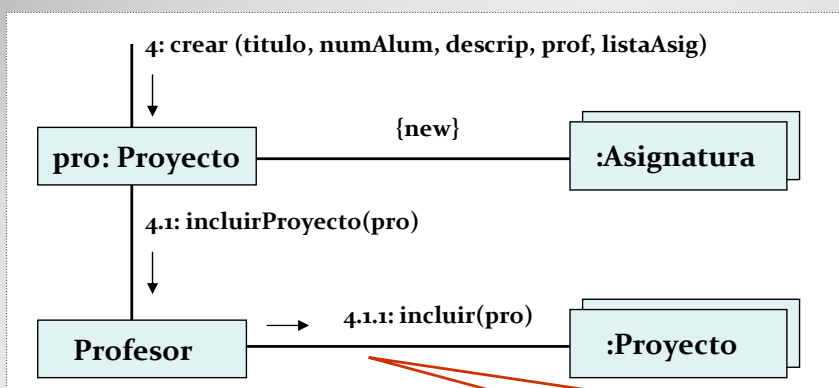 4: crear (titulo, numAlum, descrip, prof, listaAsig)
{new}
pro: Proyecto
:Asignatura
4.1: incluirProyecto(pro)
4.1.1: incluir(pro)
Profesor
:Proyecto